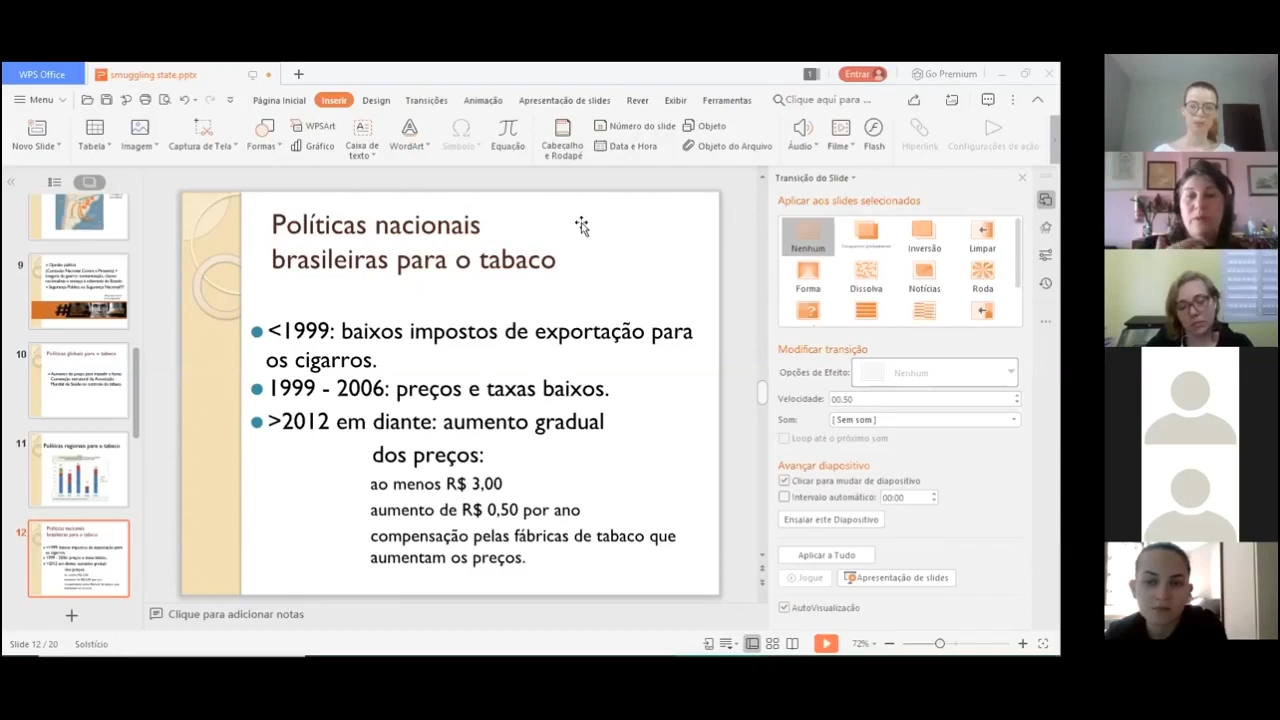 WPS Office
smuggling state.pptx
1
Entrar
Go Premium
Menu
Página Inicial
Inserir
Design
Transições
Animação
Apresentação de slides
Rever
Exibir
Ferramentas
Clique aqui para ...
Novo Slide
Tabela
Imagem
Captura de Tela
Formas
WPSArt
Gráfico
Caixa de
texto
WordArt
Símbolo
Equação
Cabeçalho
e Rodapé
Número do slide
Data e Hora
Objeto
Objeto do Arquivo
Áudio
Filme
Flash
Hiperlink
Configurações de ação
9
10
Políticas globais para o tabaco
11
Políticas regionais para o tabaco
12
Políticas nacionais
brasileiras para o tabaco
Políticas nacionais
brasileiras para o tabaco
<1999: baixos impostos de exportação para
os cigarros.
1999 - 2006: preços e taxas baixos.
>2012 em diante: aumento gradual
dos preços:
ao menos R$ 3,00
aumento de R$ 0,50 por ano
compensação pelas fábricas de tabaco que
aumentam os preços.
Clique para adicionar notas
Transição do Slide
Aplicar aos slides selecionados
Nenhum
Inversão
Limpar
Forma
Dissolva
Notícias
Roda
Modificar transição
Opções de Efeito:
Nenhum
Velocidade: 00.50
Som: [ Sem som ]
Loop até o próximo som
Avançar diapositivo
Clicar para mudar de diapositivo
Intervalo automático: 00:00
Ensaiar este Diapositivo
Aplicar a Tudo
Jogue
Apresentação de slides
AutoVisualização
Slide 12 / 20
Solstício
72%